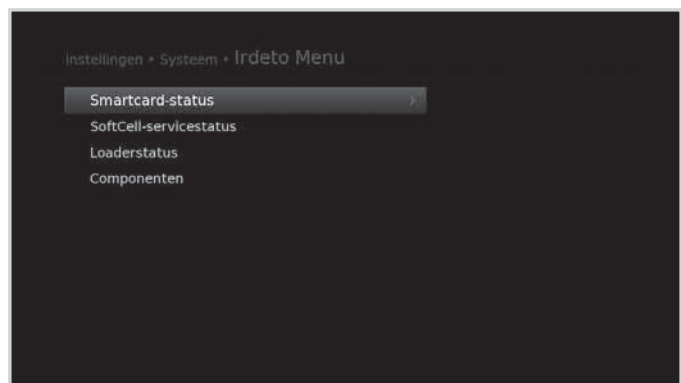 Instellingen • Systeem • Irdeto Menu
Smartcard-status
SoftCell-servicestatus
Loaderstatus
Componenten